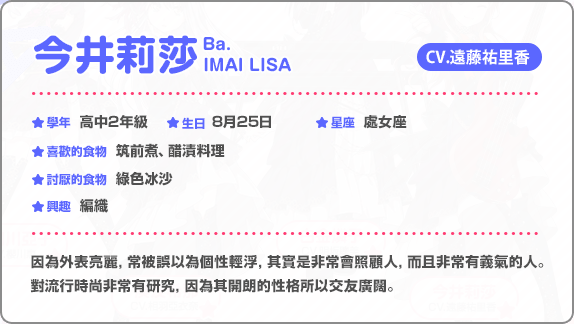 今井莉莎 Ba. IMAI LISA CV.遠藤祐里香
學年 高中2年級 生日 8月25日 星座 處女座
喜歡的食物 筑前煮、醋漬料理
討厭的食物 綠色冰沙
興趣 編織
因為外表亮麗, 常被誤以為個性輕浮, 其實是非常會照顧人, 而且非常有義氣的人。
對流行時尚非常有研究, 因為其開朗的性格所以交友廣闊。